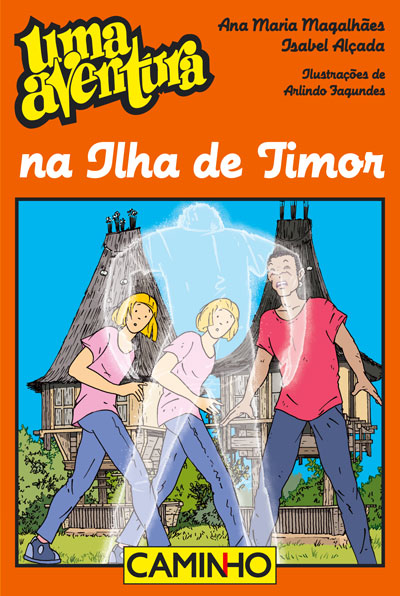 uma
aventura
Ana Maria Magalhães
Isabel Alçada
Ilustrações de
Arlindo Fagundes
na Ilha de Timor
CAMINHO